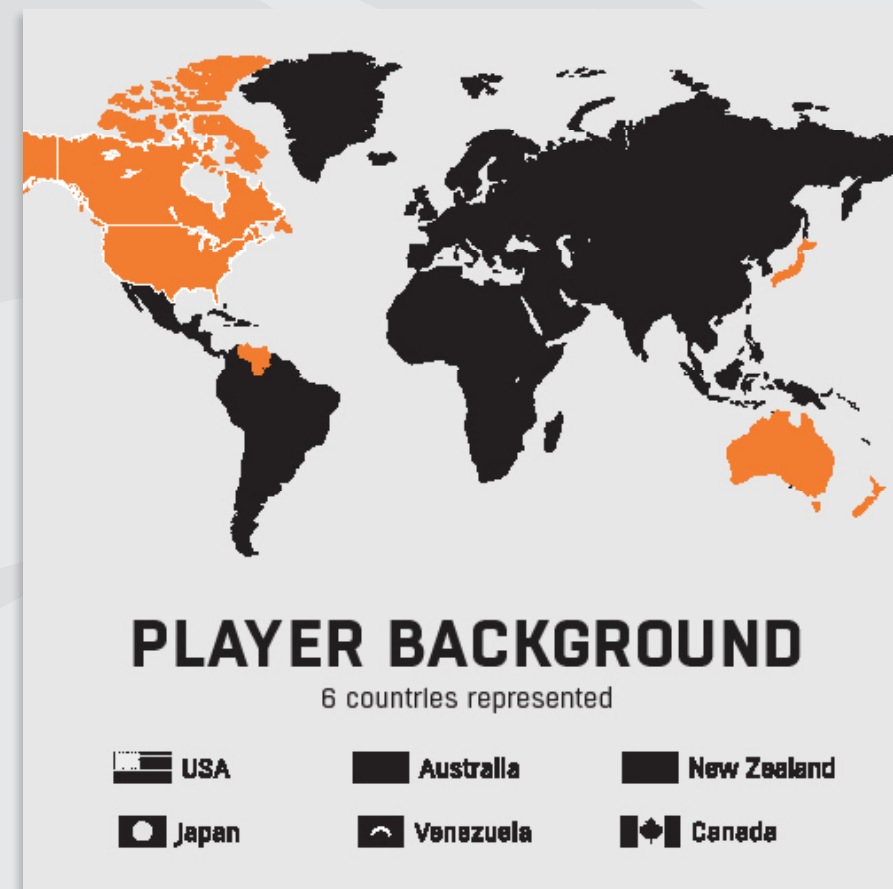 PLAYER BACKGROUND
6 countries represented
USA
Australia
New Zealand
Japan
Venezuela
Canada